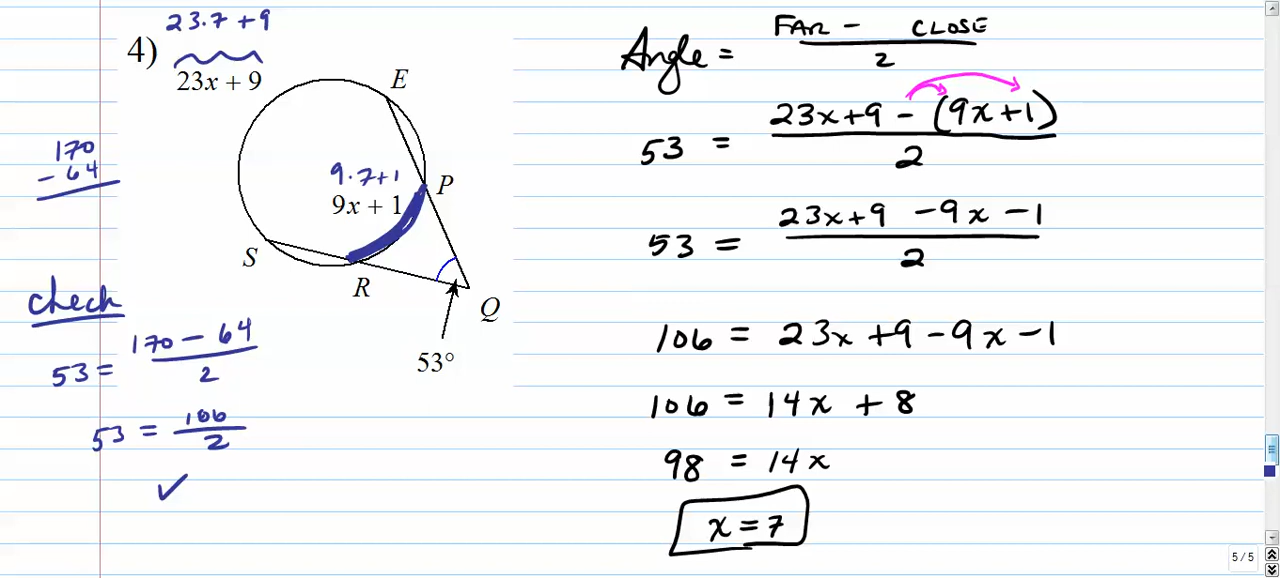 23.7 + 9
4) 23x + 9
E
170
- 64
9.7+1
9x + 1
P
S
R
Q
53°
check
53 = 170 - 64
2
53 = 106
2
✓
Angle = FAR - CLOSE
2
53 = 23x+9 - (9x+1)
2
53 = 23x+9 -9x -1
2
106 = 23x +9 -9x -1
106 = 14x + 8
98 = 14x
x = 7
5 / 5